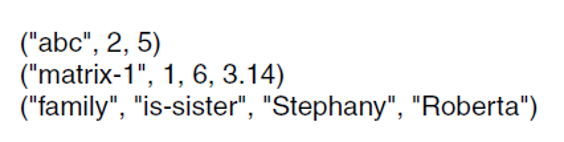 ("abc", 2, 5)
("matrix-1", 1, 6, 3.14)
("family", "is-sister", "Stephany", "Roberta")